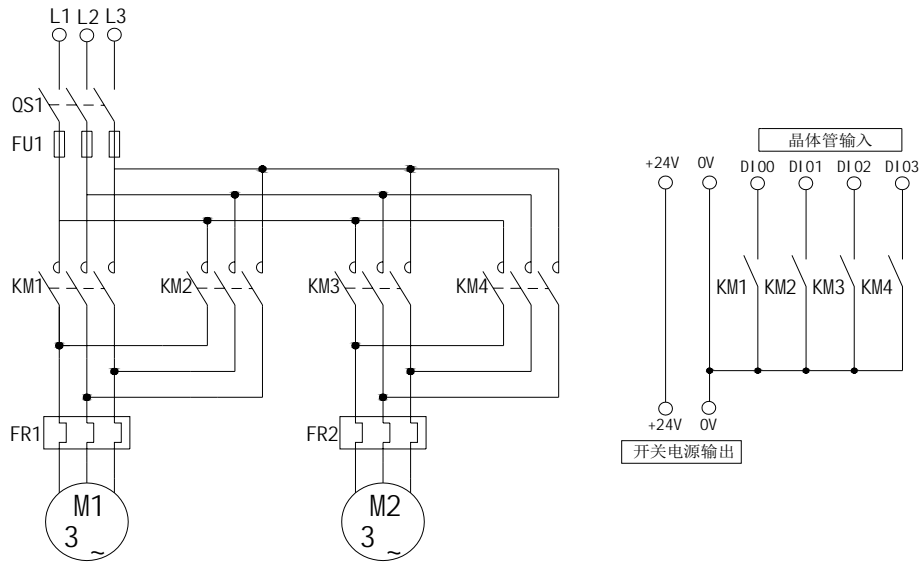 L1 L2 L3
QS1
FU1
晶体管输入
+24V 0V DI00 DI01 DI02 DI03
KM1 KM2 KM3 KM4
KM1 KM2 KM3 KM4
+24V 0V
FR1 FR2
开关电源输出
M1
3 ~
M2
3 ~